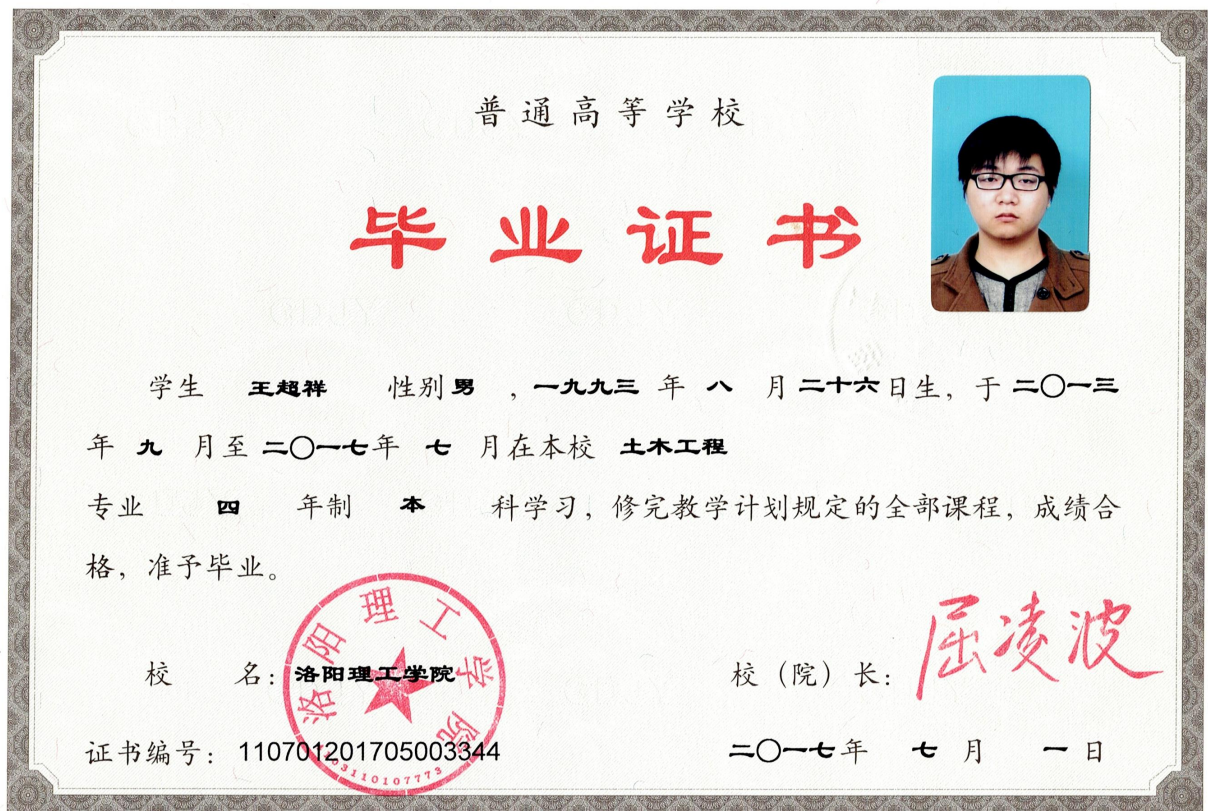 普通高等学校
毕业证书
学生 王超祥 性别男，一九九三年八月二十六日生，于二〇一三
年九月至二〇一七年七月在本校 土木工程
专业 四 年制 本 科学习，修完教学计划规定的全部课程，成绩合
格，准予毕业。
洛阳理工学院
校 名：洛阳理工学院
校（院）长：屈凌波
证书编号：110701201705003344
二〇一七年 七 月 一 日